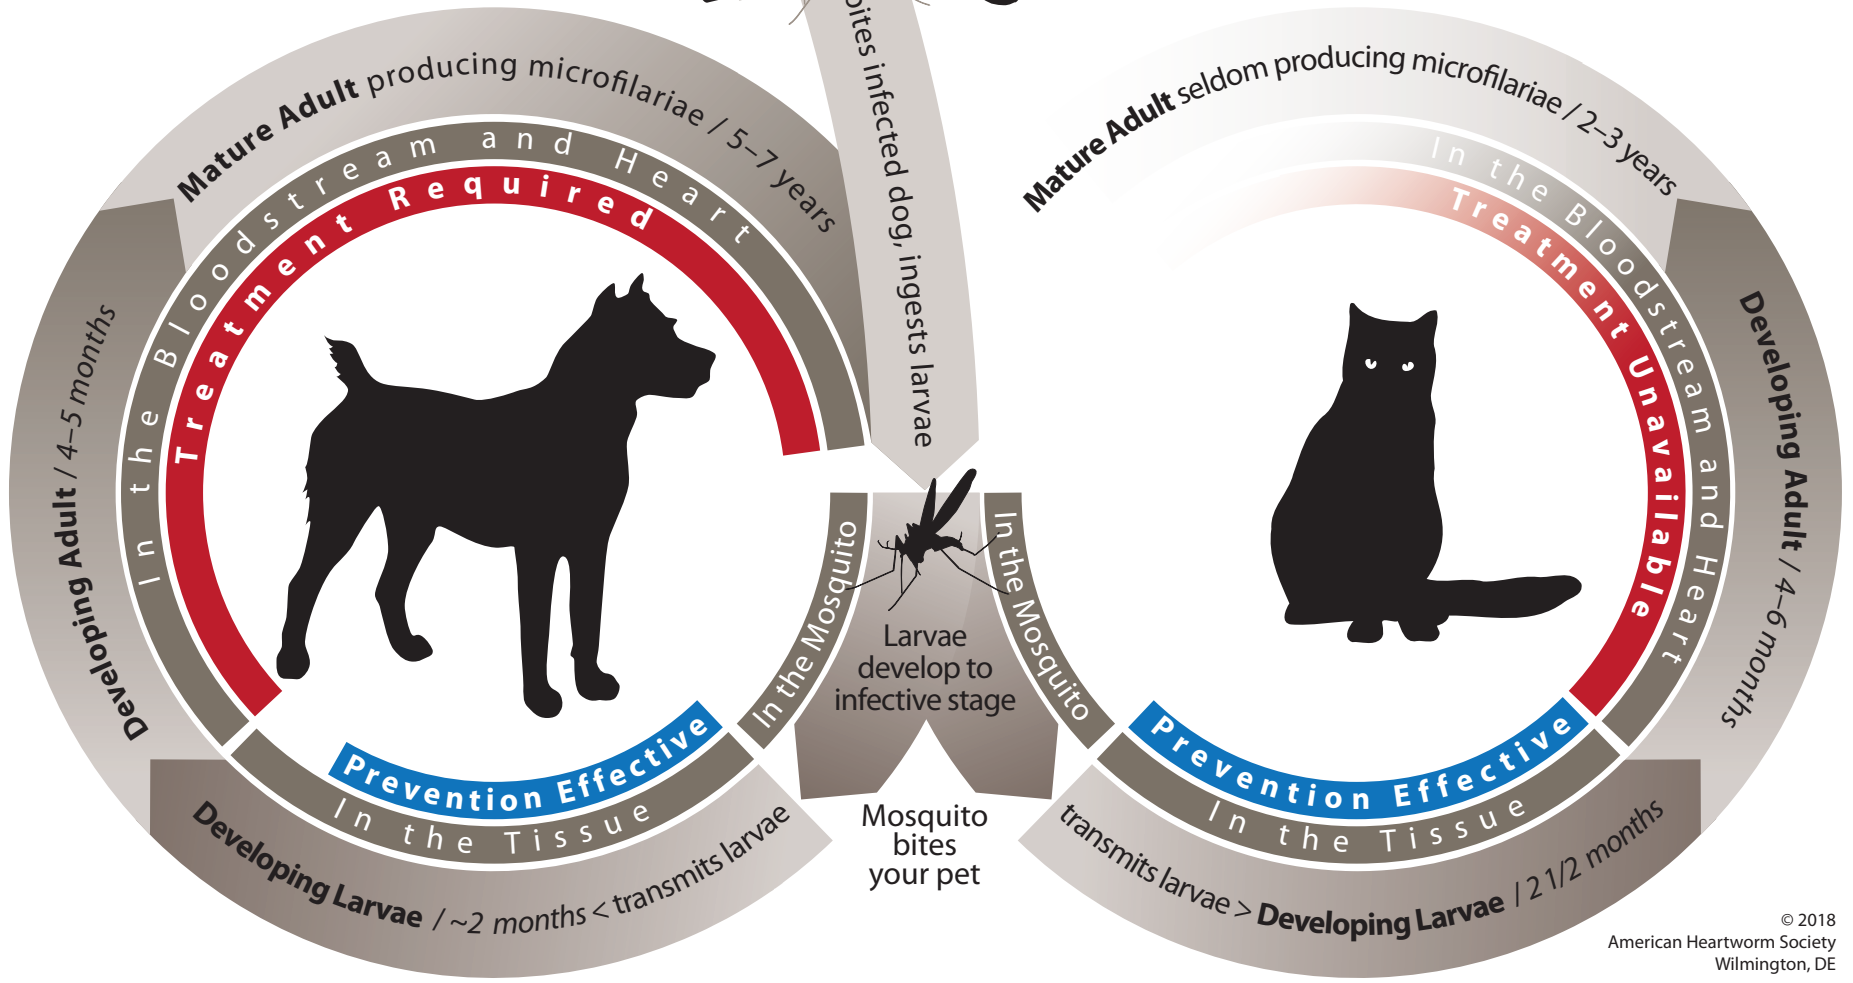 bites infected dog, ingests larvae
Mature Adult producing microfilariae / 5–7 years
In the Bloodstream and Heart
Treatment Required
Developing Adult / 4–5 months
Prevention Effective
In the Tissue
Developing Larvae / ~2 months < transmits larvae
In the Mosquito
Larvae
develop to
infective stage
In the Mosquito
Mosquito
bites
your pet
Mature Adult seldom producing microfilariae / 2–3 years
In the Bloodstream and Heart
Treatment Unavailable
Developing Adult / 4–6 months
Prevention Effective
In the Tissue
transmits larvae > Developing Larvae / 2 1/2 months
© 2018
American Heartworm Society
Wilmington, DE